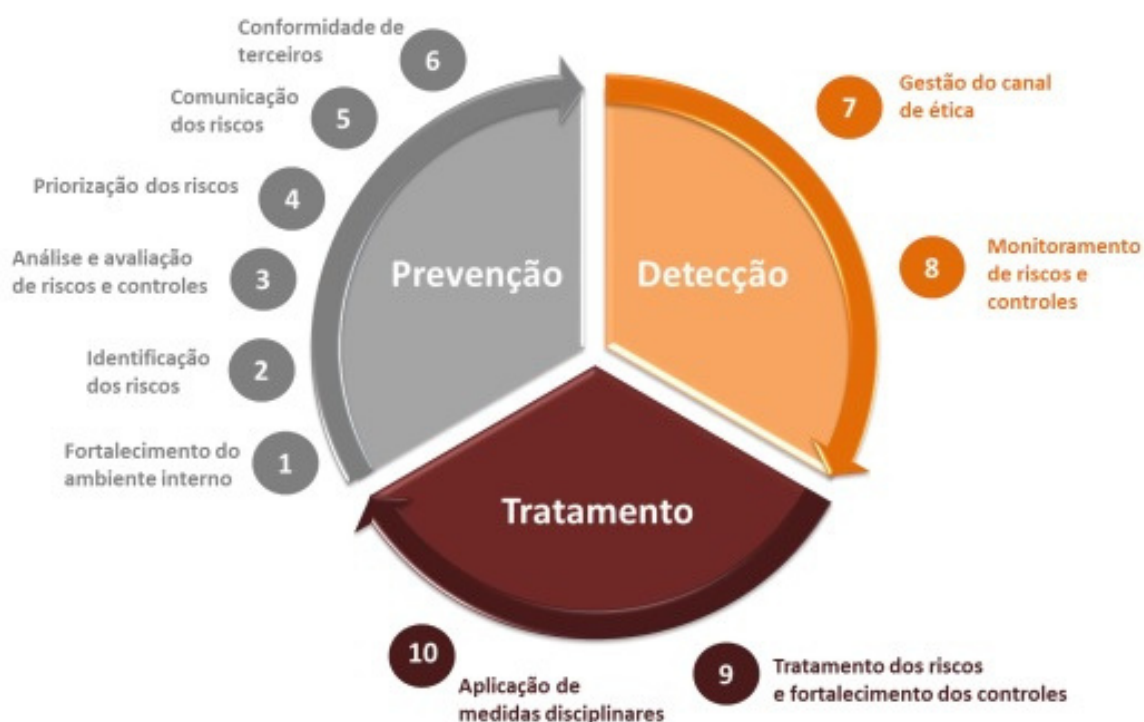 Conformidade de
terceiros
6
Comunicação
dos riscos
5
Priorização dos riscos
4
Análise e avaliação
de riscos e controles
3
Identificação
dos riscos
2
Fortalecimento do
ambiente interno
1
Prevenção
Detecção
Tratamento
7
Gestão do canal
de ética
8
Monitoramento
de riscos e
controles
9
Tratamento dos riscos
e fortalecimento dos controles
10
Aplicação de
medidas disciplinares